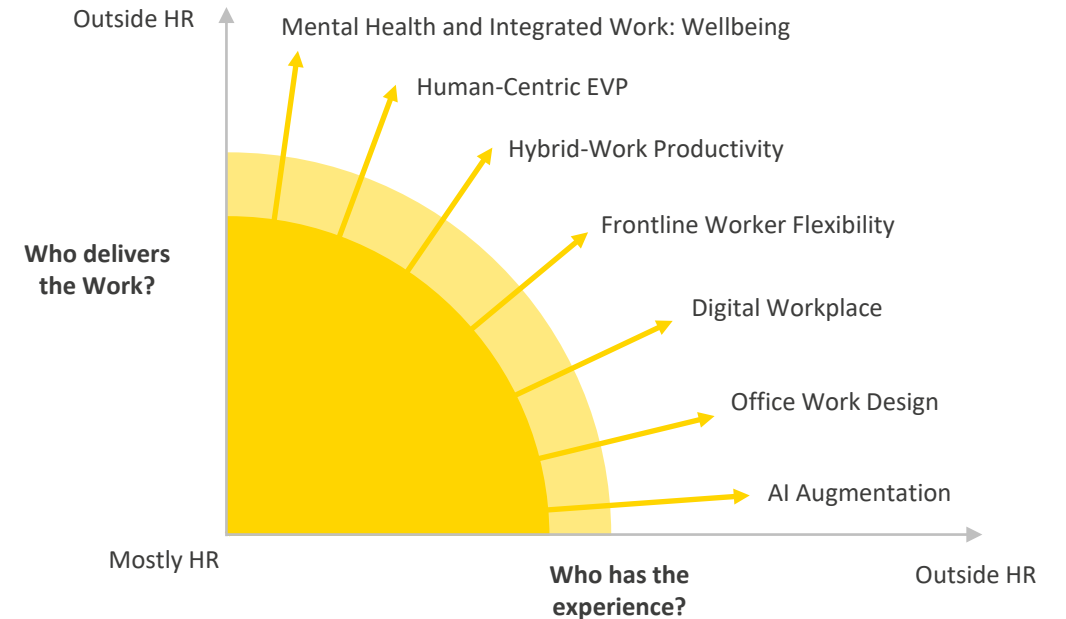 Outside HR
Mental Health and Integrated Work: Wellbeing
Human-Centric EVP
Hybrid-Work Productivity
Frontline Worker Flexibility
Who delivers
the Work?
Digital Workplace
Office Work Design
AI Augmentation
Mostly HR
Who has the
experience?
Outside HR